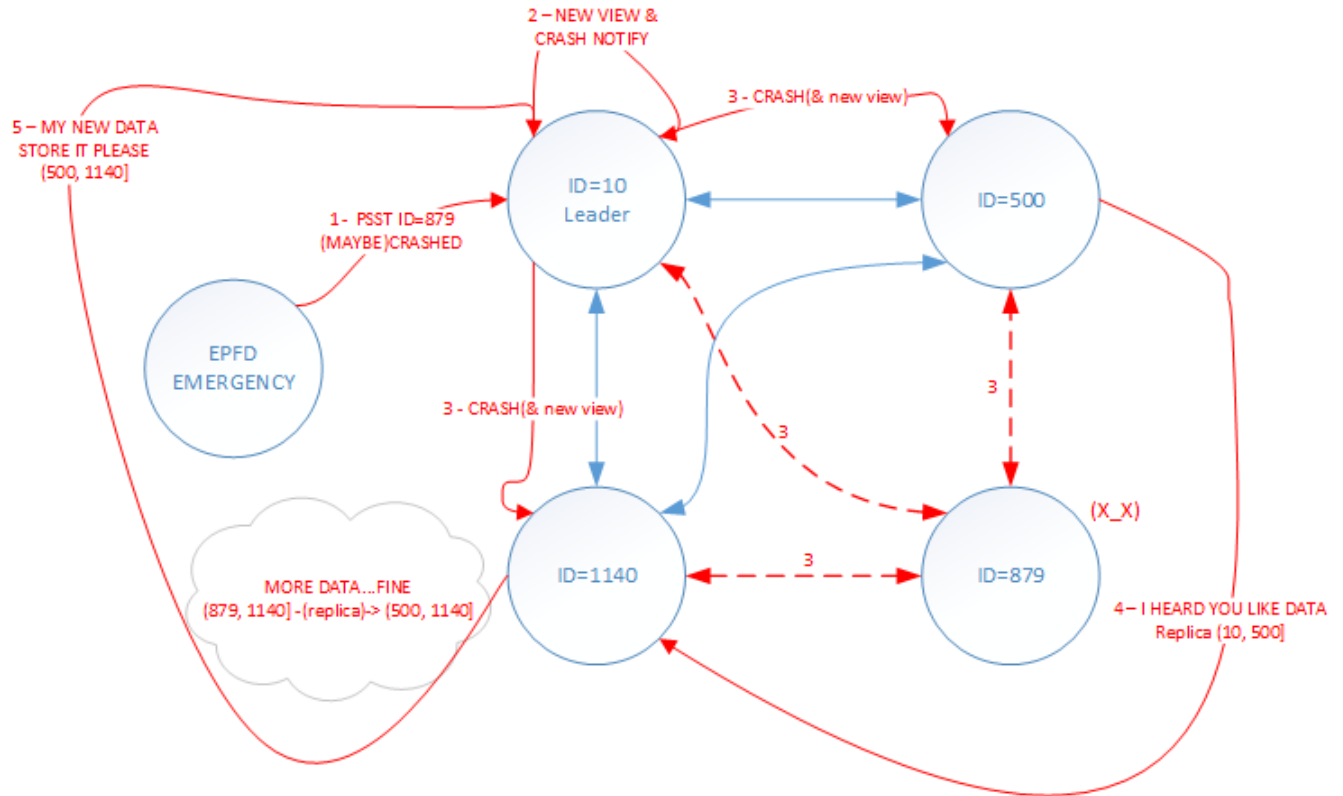 2 – NEW VIEW &
CRASH NOTIFY
3 - CRASH(& new view)
5 – MY NEW DATA
STORE IT PLEASE
(500, 1140]
ID=10
Leader
ID=500
1 -  PSST ID=879
(MAYBE)CRASHED
EPFD
EMERGENCY
3 - CRASH(& new view)
3
3
(X_X)
3
ID=1140
ID=879
MORE DATA...FINE
(879, 1140] -(replica)-> (500, 1140]
4 – I HEARD YOU LIKE DATA
Replica (10, 500]